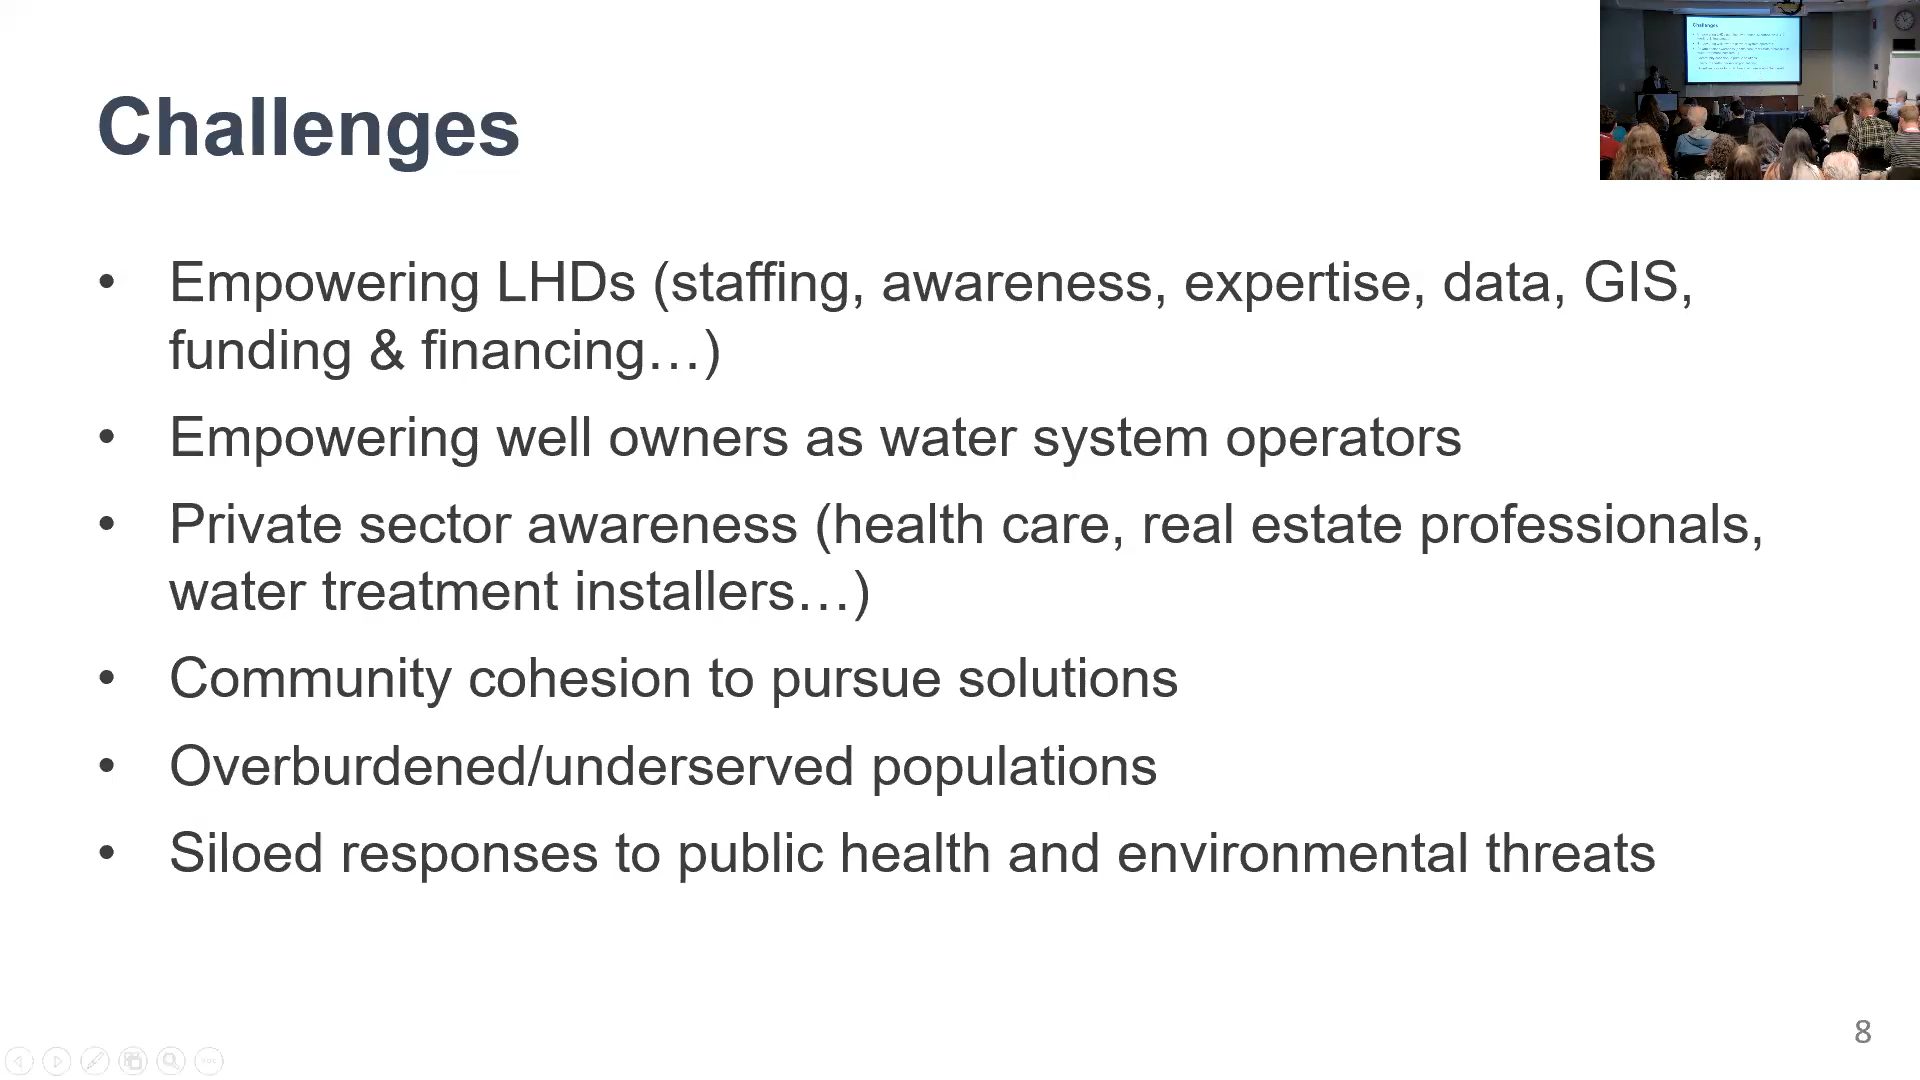 Challenges
• Empowering LHDs (staffing, awareness, expertise, data, GIS,
funding & financing…)
• Empowering well owners as water system operators
• Private sector awareness (health care, real estate professionals,
water treatment installers…)
• Community cohesion to pursue solutions
• Overburdened/underserved populations
• Siloed responses to public health and environmental threats
8
Challenges